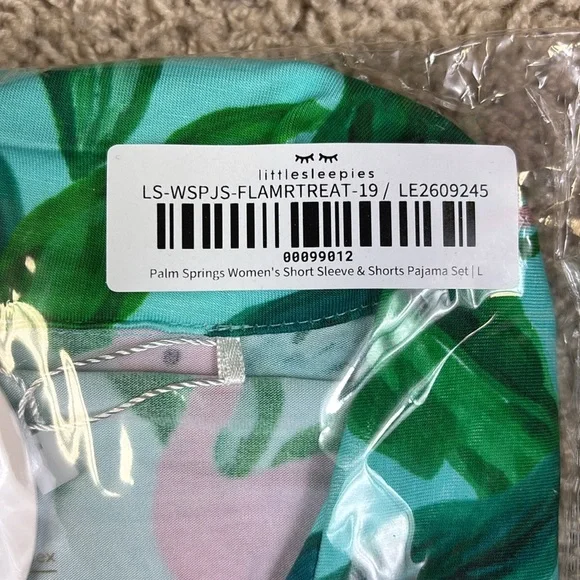 littlesleepies
LS-WSPJS-FLAMRTREAT-19 / LE2609245
00099012
Palm Springs Women's Short Sleeve & Shorts Pajama Set | L